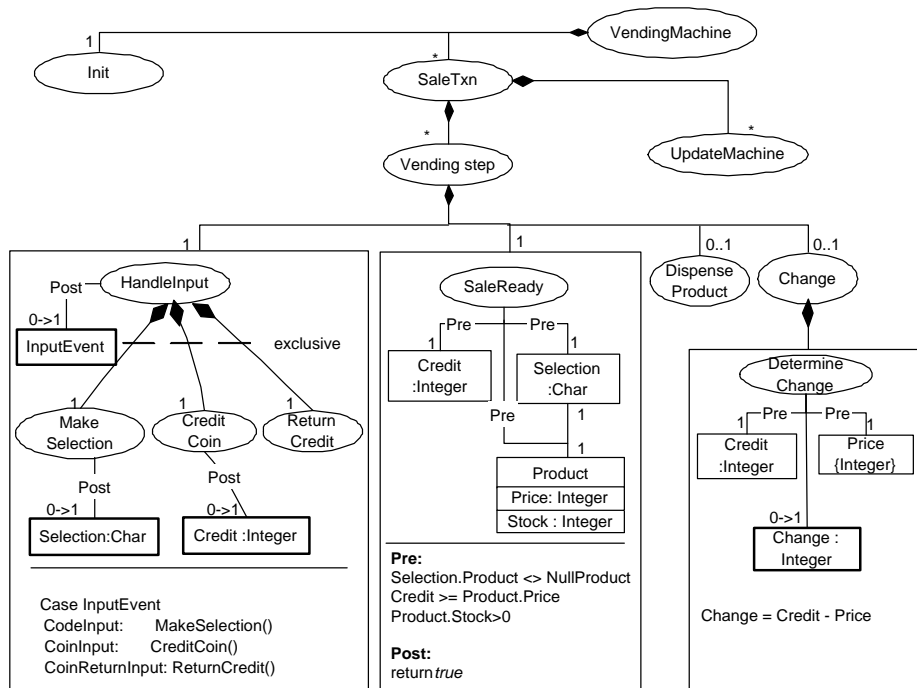 VendingMachine
1
*
Init
SaleTxn
*
*
Vending step
UpdateMachine
1
1
0..1
0..1
HandleInput
Post
0->1
InputEvent
exclusive
1
1
1
Make
Selection
Credit
Coin
Return
Credit
Post
Post
0->1
0->1
Selection:Char
Credit :Integer
Case InputEvent
CodeInput: MakeSelection()
CoinInput: CreditCoin()
CoinReturnInput: ReturnCredit()
SaleReady
Pre
Pre
1
1
Credit
:Integer
Selection
:Char
Pre
1
1
Product
Price: Integer
Stock : Integer
Pre:
Selection.Product <> NullProduct
Credit >= Product.Price
Product.Stock>0
Post:
return true
Dispense
Product
Change
Determine
Change
Pre
Pre
1
1
Credit
:Integer
Price
{Integer}
0->1
Change :
Integer
Change = Credit - Price